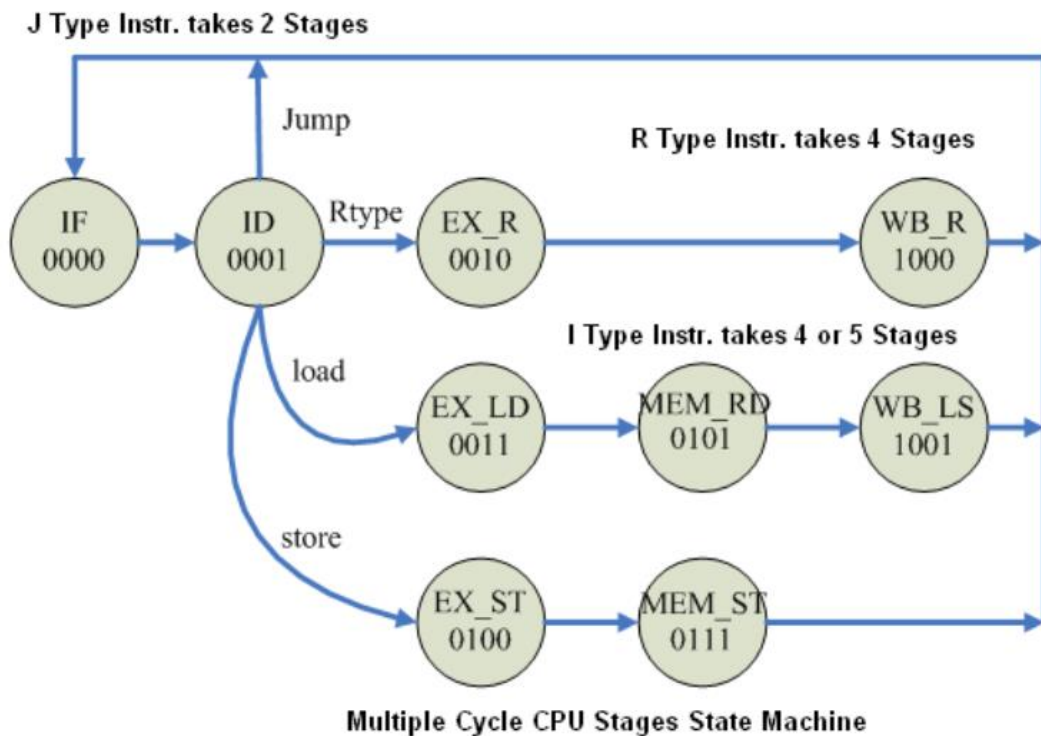 J Type Instr. takes 2 Stages
Jump
R Type Instr. takes 4 Stages
IF
0000
ID
0001
Rtype
EX_R
0010
WB_R
1000
I Type Instr. takes 4 or 5 Stages
load
EX_LD
0011
MEM_RD
0101
WB_LS
1001
store
EX_ST
0100
MEM_ST
0111
Multiple Cycle CPU Stages State Machine